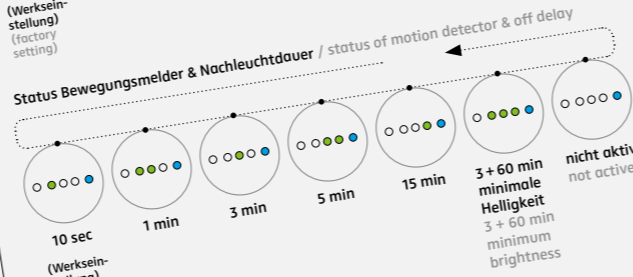 (Werksein-
stellung)
(factory
setting)
Status Bewegungsmelder & Nachleuchtdauer / status of motion detector & off delay
10 sec
1 min
3 min
5 min
15 min
3 + 60 min
minimale
Helligkeit
3 + 60 min
minimum
brightness
nicht aktiv
not active
(Werksein-